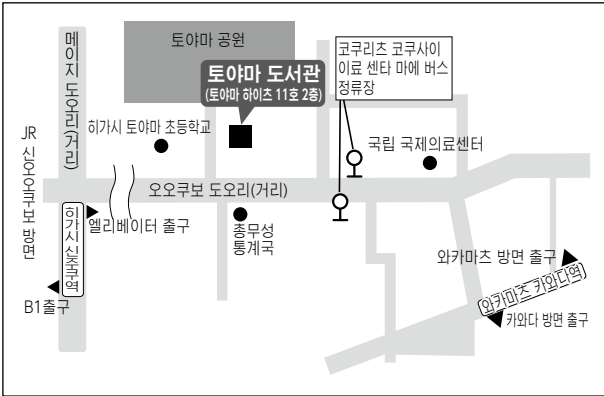 메이지 도오리(거리)
토야마 공원
토야마 도서관
(토야마 하이츠 11호 2층)
코쿠리츠 코쿠사이
이료 센타 마에 버스
정류장
JR 신오오쿠보 방면
히가시 토야마 초등학교
국립 국제의료센터
오오쿠보 도오리(거리)
히가시신주쿠역
엘리베이터 출구
총무성
통계국
B1출구
와카마츠 방면 출구
와카마츠 카와다역
카와다 방면 출구